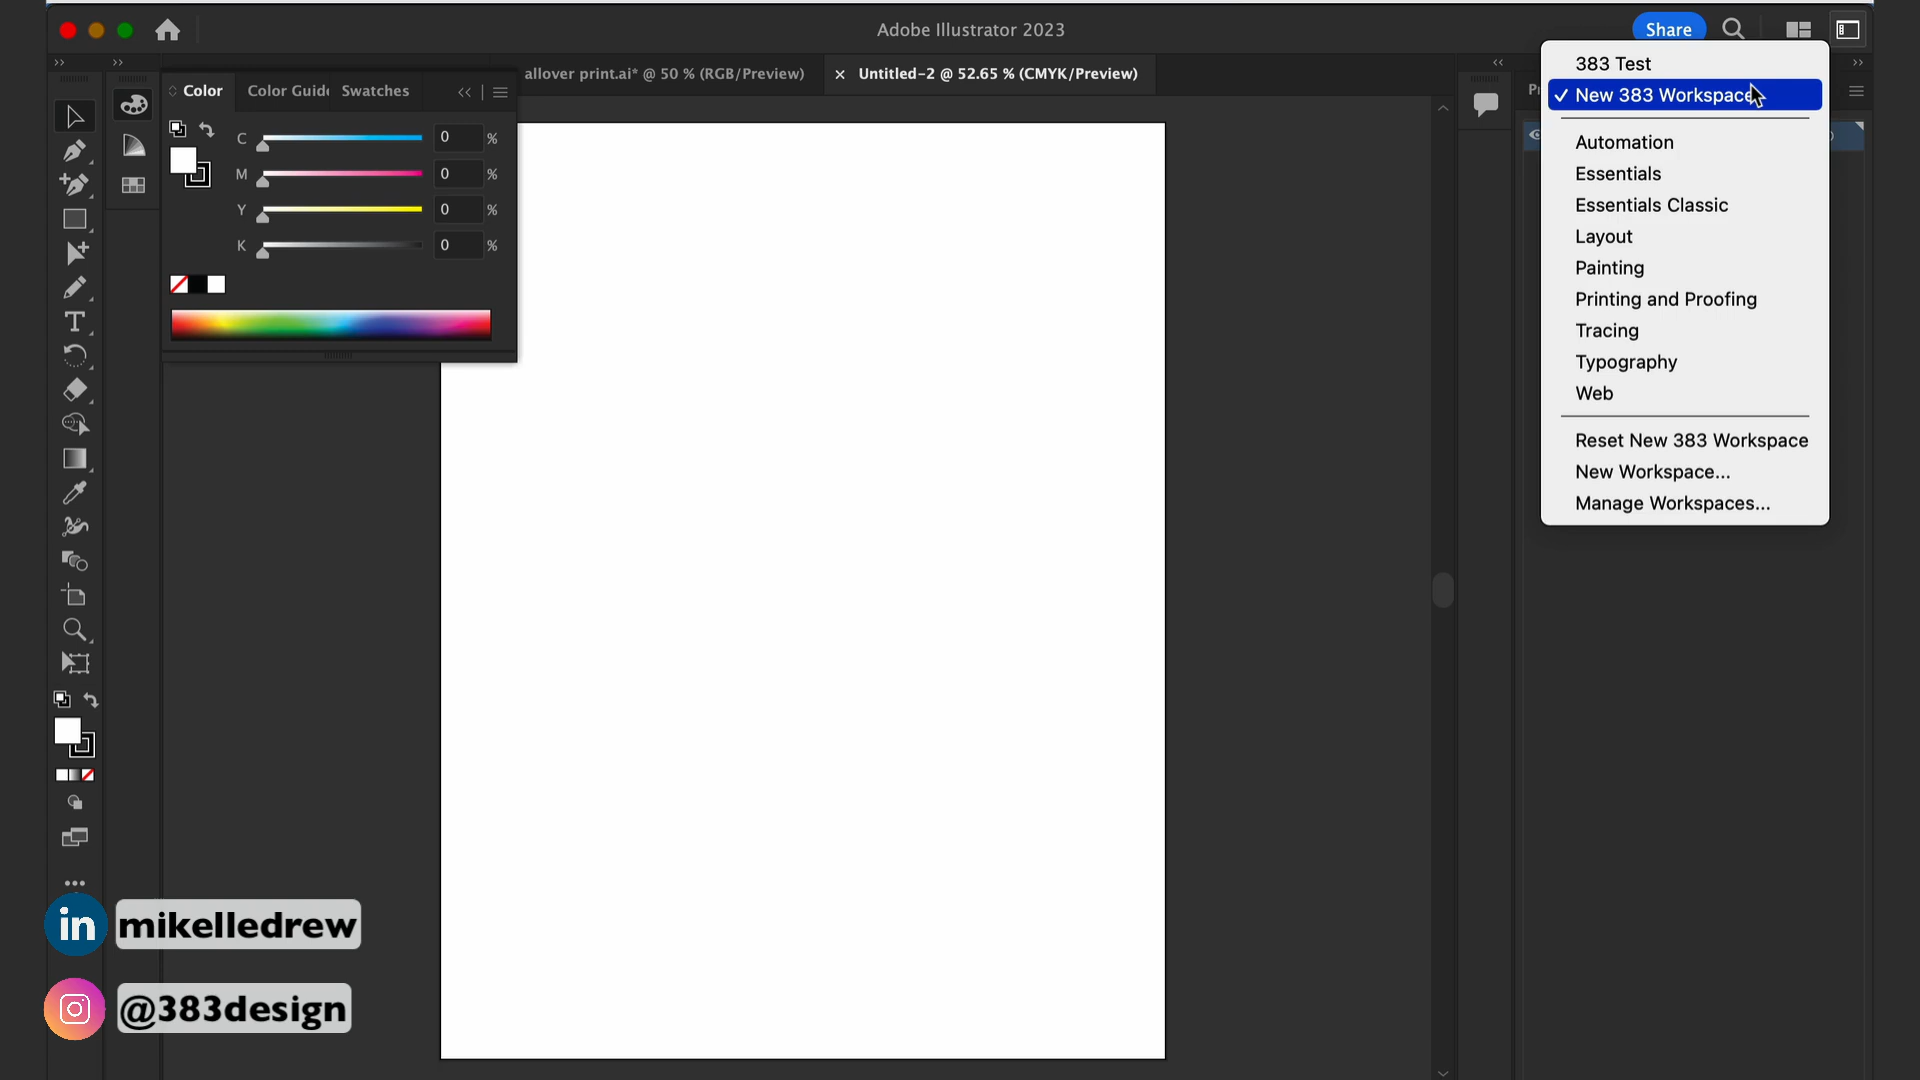 Adobe Illustrator 2023
Share
Color
Color Guide
Swatches
allover print.ai* @ 50 % (RGB/Preview)
× Untitled-2 @ 52.65 % (CMYK/Preview)
C 0 %
M 0 %
Y 0 %
K 0 %
T
383 Test
✓ New 383 Workspace
Automation
Essentials
Essentials Classic
Layout
Painting
Printing and Proofing
Tracing
Typography
Web
Reset New 383 Workspace
New Workspace...
Manage Workspaces...
in mikelledrew
@383design